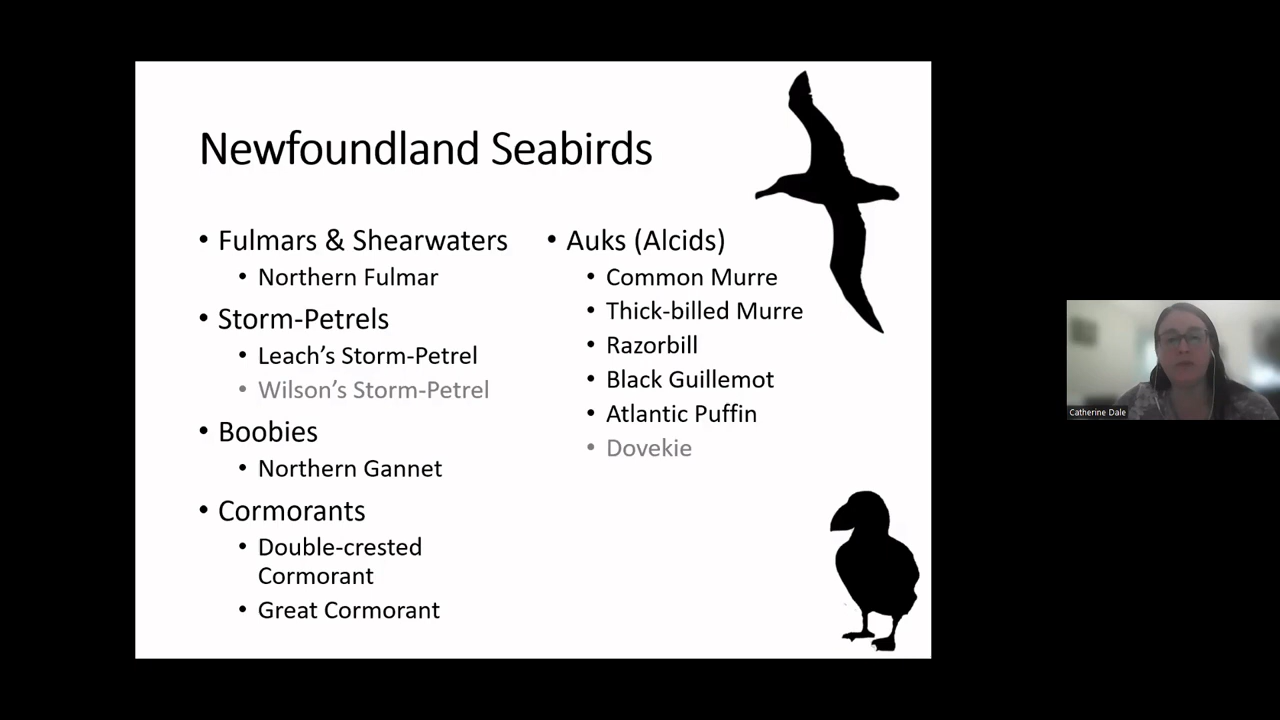 Newfoundland Seabirds
• Fulmars & Shearwaters
• Northern Fulmar
• Storm-Petrels
• Leach’s Storm-Petrel
• Wilson’s Storm-Petrel
• Boobies
• Northern Gannet
• Cormorants
• Double-crested
Cormorant
• Great Cormorant
• Auks (Alcids)
• Common Murre
• Thick-billed Murre
• Razorbill
• Black Guillemot
• Atlantic Puffin
• Dovekie
Catherine Dale